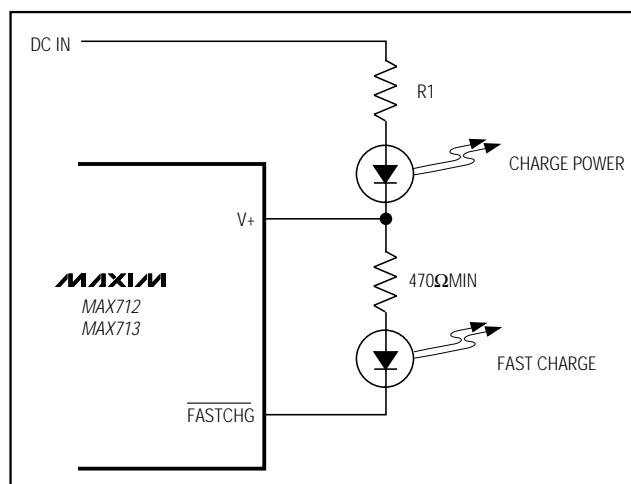 DC IN
R1
CHARGE POWER
V+
MAXIM
MAX712
MAX713
470ΩMIN
FAST CHARGE
FASTCHG